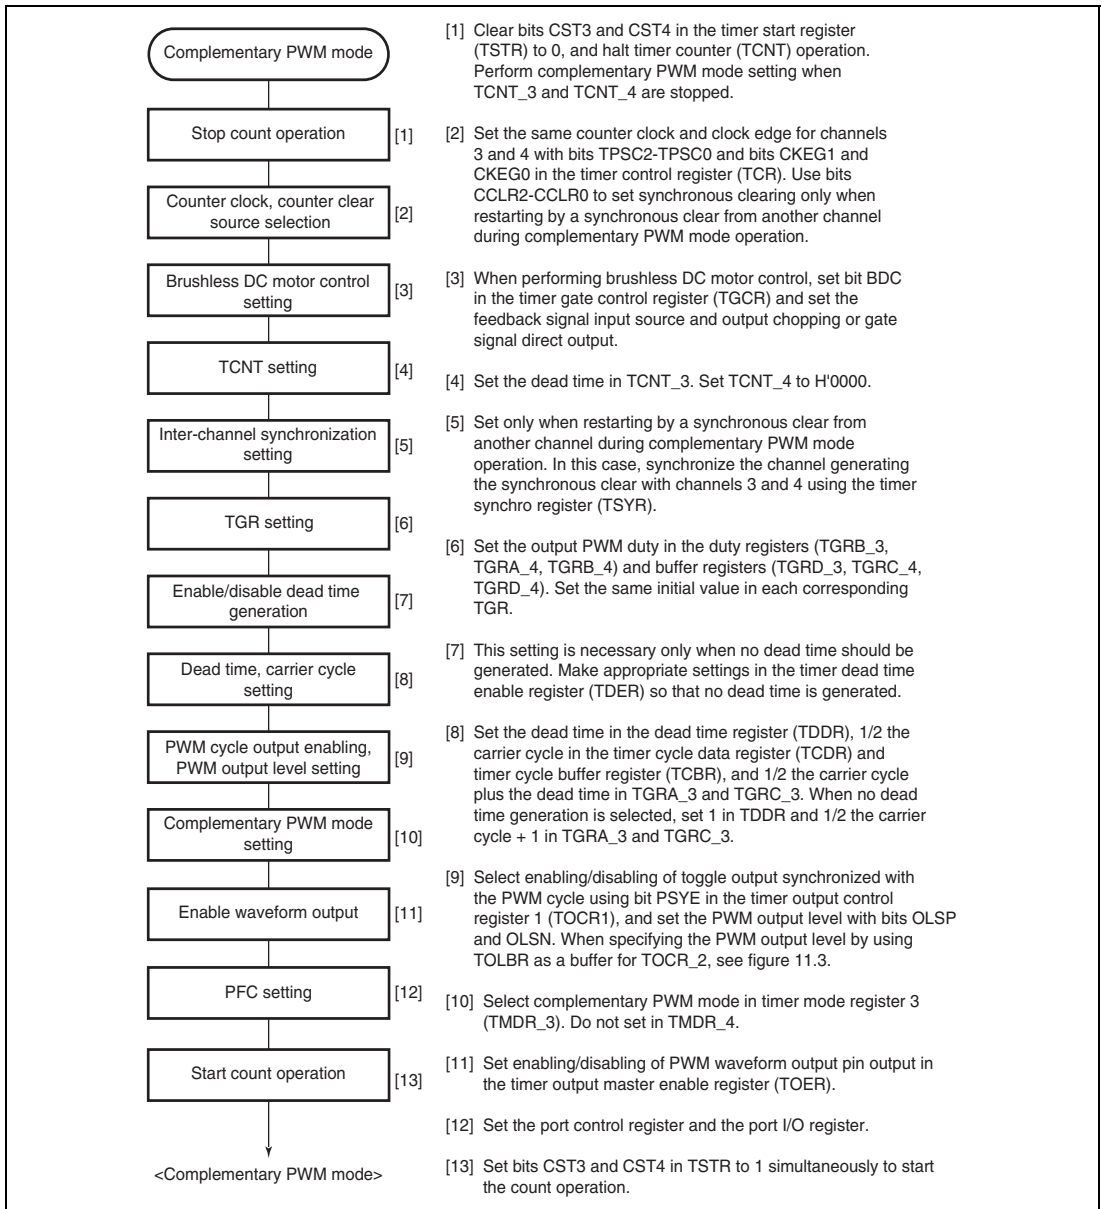 Complementary PWM mode
Stop count operation
[1]
Counter clock, counter clear
source selection
[2]
Brushless DC motor control
setting
[3]
TCNT setting
[4]
Inter-channel synchronization
setting
[5]
TGR setting
[6]
Enable/disable dead time
generation
[7]
Dead time, carrier cycle
setting
[8]
PWM cycle output enabling,
PWM output level setting
[9]
Complementary PWM mode
setting
[10]
Enable waveform output
[11]
PFC setting
[12]
Start count operation
[13]
<Complementary PWM mode>
[1] Clear bits CST3 and CST4 in the timer start register
(TSTR) to 0, and halt timer counter (TCNT) operation.
Perform complementary PWM mode setting when
TCNT_3 and TCNT_4 are stopped.
[2] Set the same counter clock and clock edge for channels
3 and 4 with bits TPSC2-TPSC0 and bits CKEG1 and
CKEG0 in the timer control register (TCR). Use bits
CCLR2-CCLR0 to set synchronous clearing only when
restarting by a synchronous clear from another channel
during complementary PWM mode operation.
[3] When performing brushless DC motor control, set bit BDC
in the timer gate control register (TGCR) and set the
feedback signal input source and output chopping or gate
signal direct output.
[4] Set the dead time in TCNT_3. Set TCNT_4 to H'0000.
[5] Set only when restarting by a synchronous clear from
another channel during complementary PWM mode
operation. In this case, synchronize the channel generating
the synchronous clear with channels 3 and 4 using the timer
synchro register (TSYR).
[6] Set the output PWM duty in the duty registers (TGRB_3,
TGRA_4, TGRB_4) and buffer registers (TGRD_3, TGRC_4,
TGRD_4). Set the same initial value in each corresponding
TGR.
[7] This setting is necessary only when no dead time should be
generated. Make appropriate settings in the timer dead time
enable register (TDER) so that no dead time is generated.
[8] Set the dead time in the dead time register (TDDR), 1/2 the
carrier cycle in the timer cycle data register (TCDR) and
timer cycle buffer register (TCBR), and 1/2 the carrier cycle
plus the dead time in TGRA_3 and TGRC_3. When no dead
time generation is selected, set 1 in TDDR and 1/2 the carrier
cycle + 1 in TGRA_3 and TGRC_3.
[9] Select enabling/disabling of toggle output synchronized with
the PWM cycle using bit PSYE in the timer output control
register 1 (TOCR1), and set the PWM output level with bits OLSP
and OLSN. When specifying the PWM output level by using
TOLBR as a buffer for TOCR_2, see figure 11.3.
[10] Select complementary PWM mode in timer mode register 3
(TMDR_3). Do not set in TMDR_4.
[11] Set enabling/disabling of PWM waveform output pin output in
the timer output master enable register (TOER).
[12] Set the port control register and the port I/O register.
[13] Set bits CST3 and CST4 in TSTR to 1 simultaneously to start
the count operation.